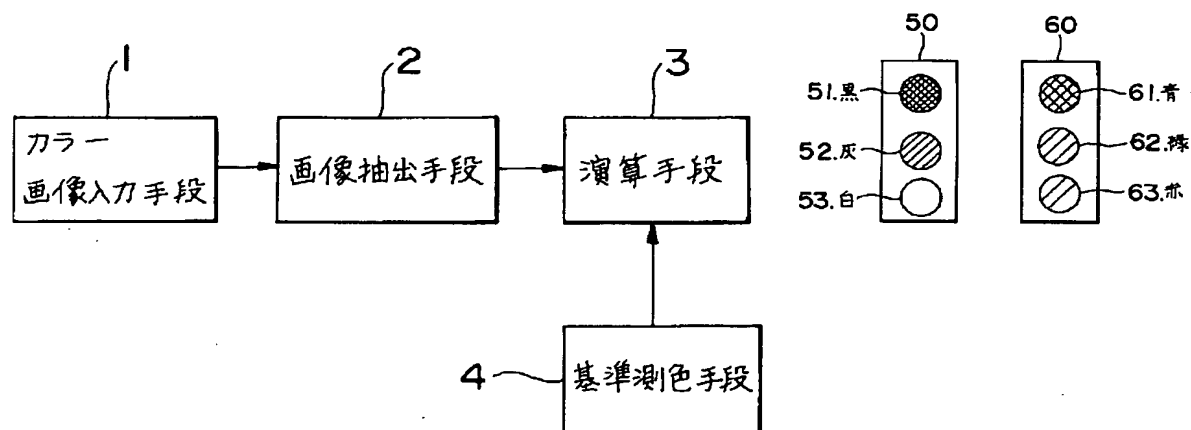 1
カラー
画像入力手段
2
画像抽出手段
3
演算手段
4
基準測色手段
50
51.黒
52.灰
53.白
60
61.青
62.緑
63.赤